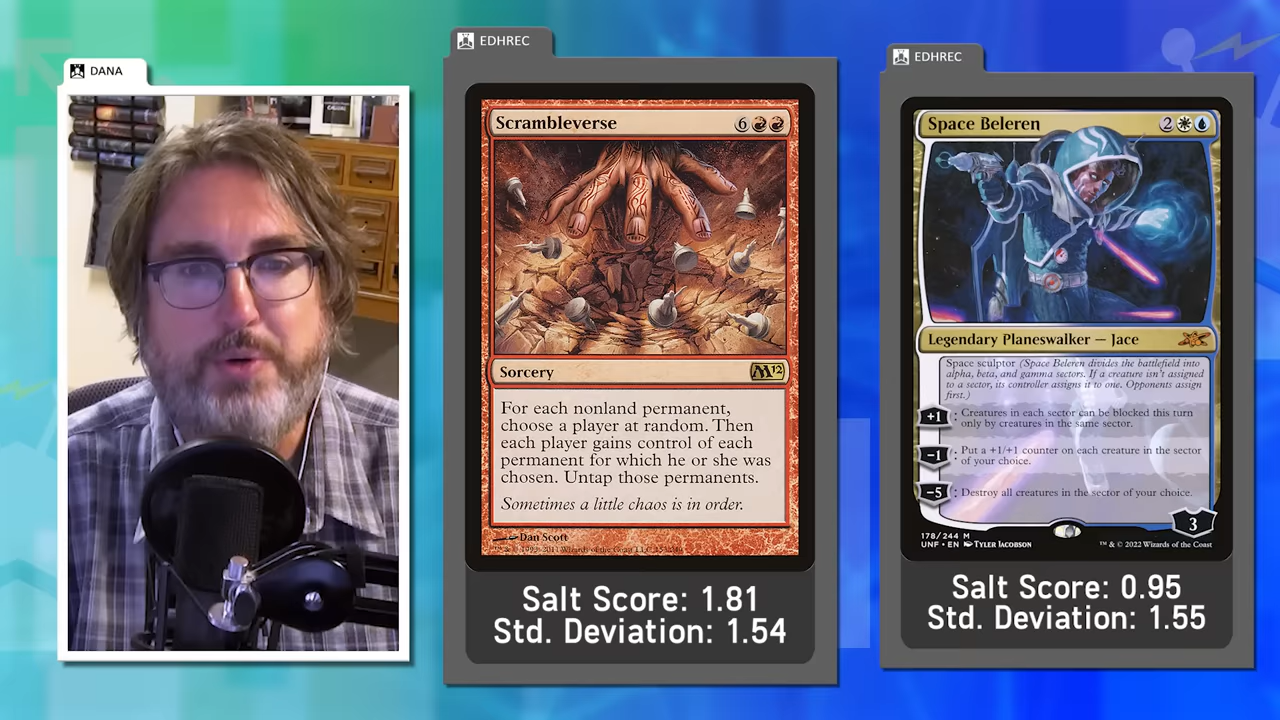 DANA
EDHREC
Scrambleverse
6
Sorcery
M12
For each nonland permanent,
choose a player at random. Then
each player gains control of each
permanent for which he or she was
chosen. Untap those permanents.
Sometimes a little chaos is in order.
Dan Scott
Salt Score: 1.81
Std. Deviation: 1.54
EDHREC
Space Beleren
2
Legendary Planeswalker — Jace
Space sculptor (Space Beleren divides the battlefield into
alpha, beta, and gamma sectors. If a creature isn't assigned
to a sector, its controller assigns it to one. Opponents assign
first.)
+1 : Creatures in each sector can be blocked this turn
only by creatures in the same sector.
−1 : Put a +1/+1 counter on each creature in the sector
of your choice.
−5 : Destroy all creatures in the sector of your choice.
3
178/244 M
UNF • EN Tyler Jacobson
™ & © 2022 Wizards of the Coast
Salt Score: 0.95
Std. Deviation: 1.55